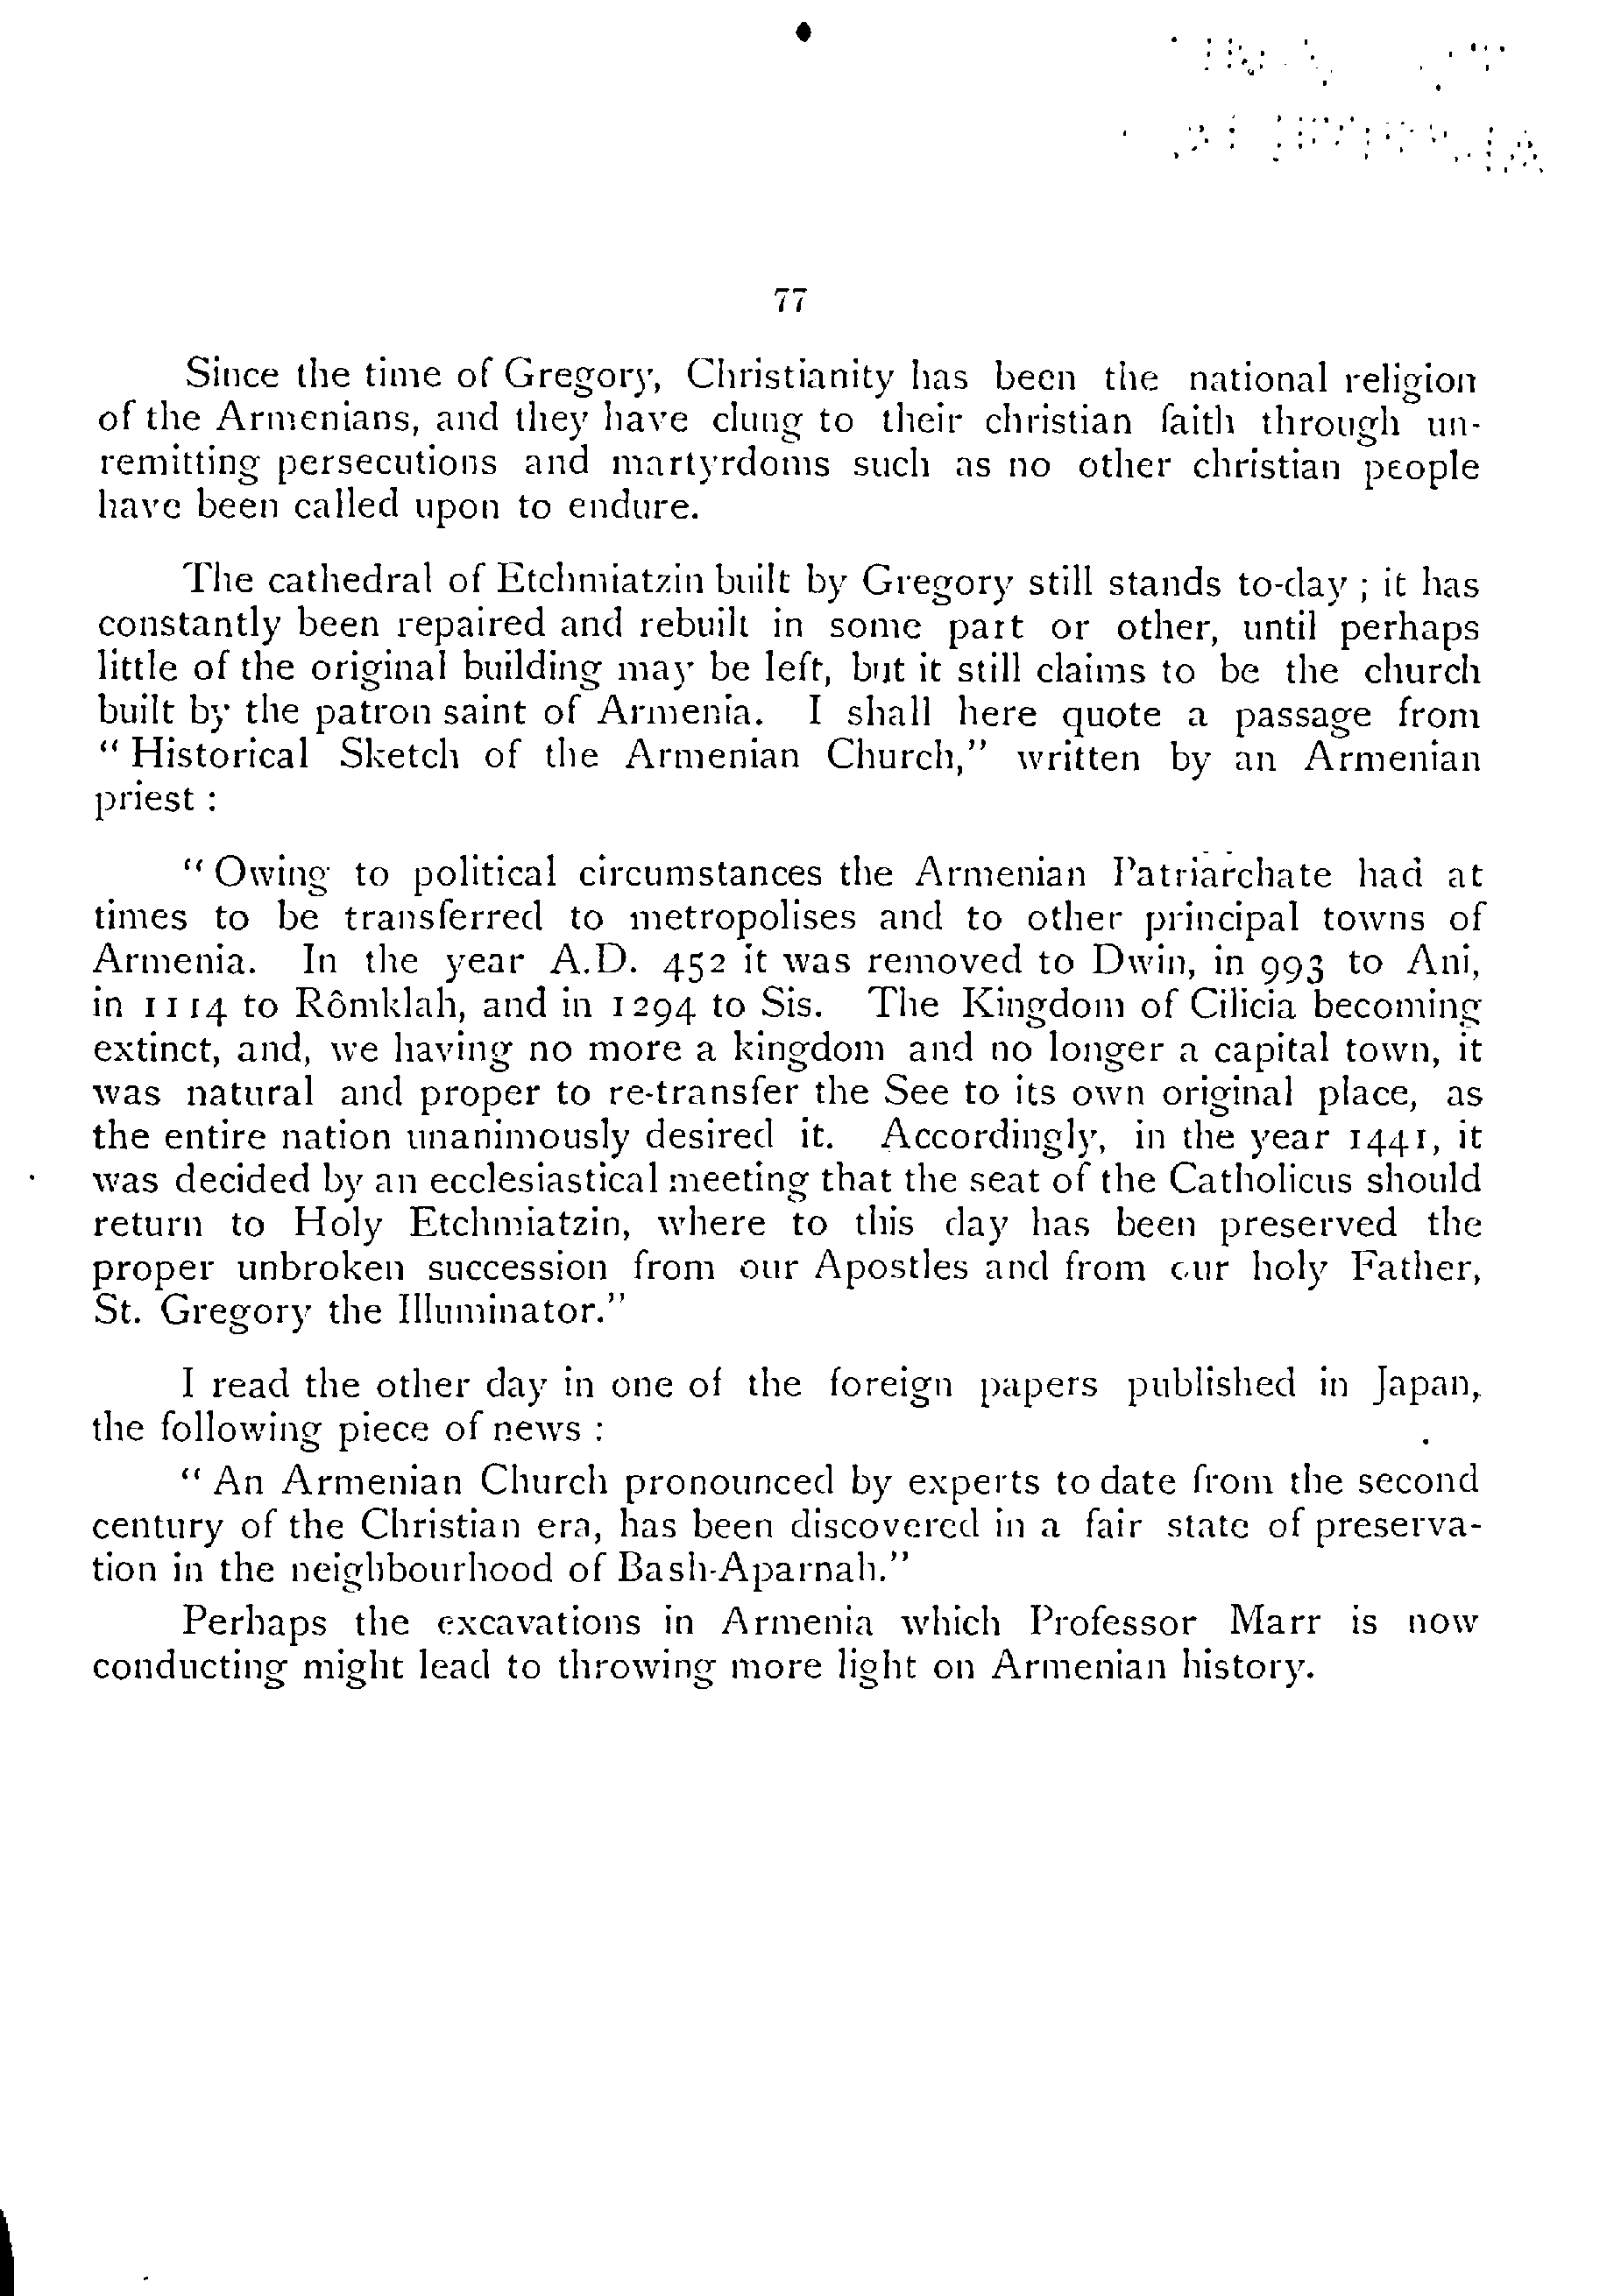 77
Since the time of Gregory, Christianity has been the national religion
of the Armenians, and they have clung to their christian faith through un-
remitting persecutions and martyrdoms such as no other christian people
have been called upon to endure.
The cathedral of Etchmiatzin built by Gregory still stands to-day ; it has
constantly been repaired and rebuilt in some part or other, until perhaps
little of the original building may be left, but it still claims to be the church
built by the patron saint of Armenia. I shall here quote a passage from
“ Historical Sketch of the Armenian Church,” written by an Armenian
priest :
“ Owing to political circumstances the Armenian Patriarchate had at
times to be transferred to metropolises and to other principal towns of
Armenia. In the year A.D. 452 it was removed to Dwin, in 993 to Ani,
in 1114 to Rômklah, and in 1294 to Sis. The Kingdom of Cilicia becoming
extinct, and, we having no more a kingdom and no longer a capital town, it
was natural and proper to re-transfer the See to its own original place, as
the entire nation unanimously desired it. Accordingly, in the year 1441, it
was decided by an ecclesiastical meeting that the seat of the Catholicus should
return to Holy Etchmiatzin, where to this day has been preserved the
proper unbroken succession from our Apostles and from our holy Father,
St. Gregory the Illuminator.”
I read the other day in one of the foreign papers published in Japan,
the following piece of news :
“ An Armenian Church pronounced by experts to date from the second
century of the Christian era, has been discovered in a fair state of preserva-
tion in the neighbourhood of Bash-Aparnah.”
Perhaps the excavations in Armenia which Professor Marr is now
conducting might lead to throwing more light on Armenian history.